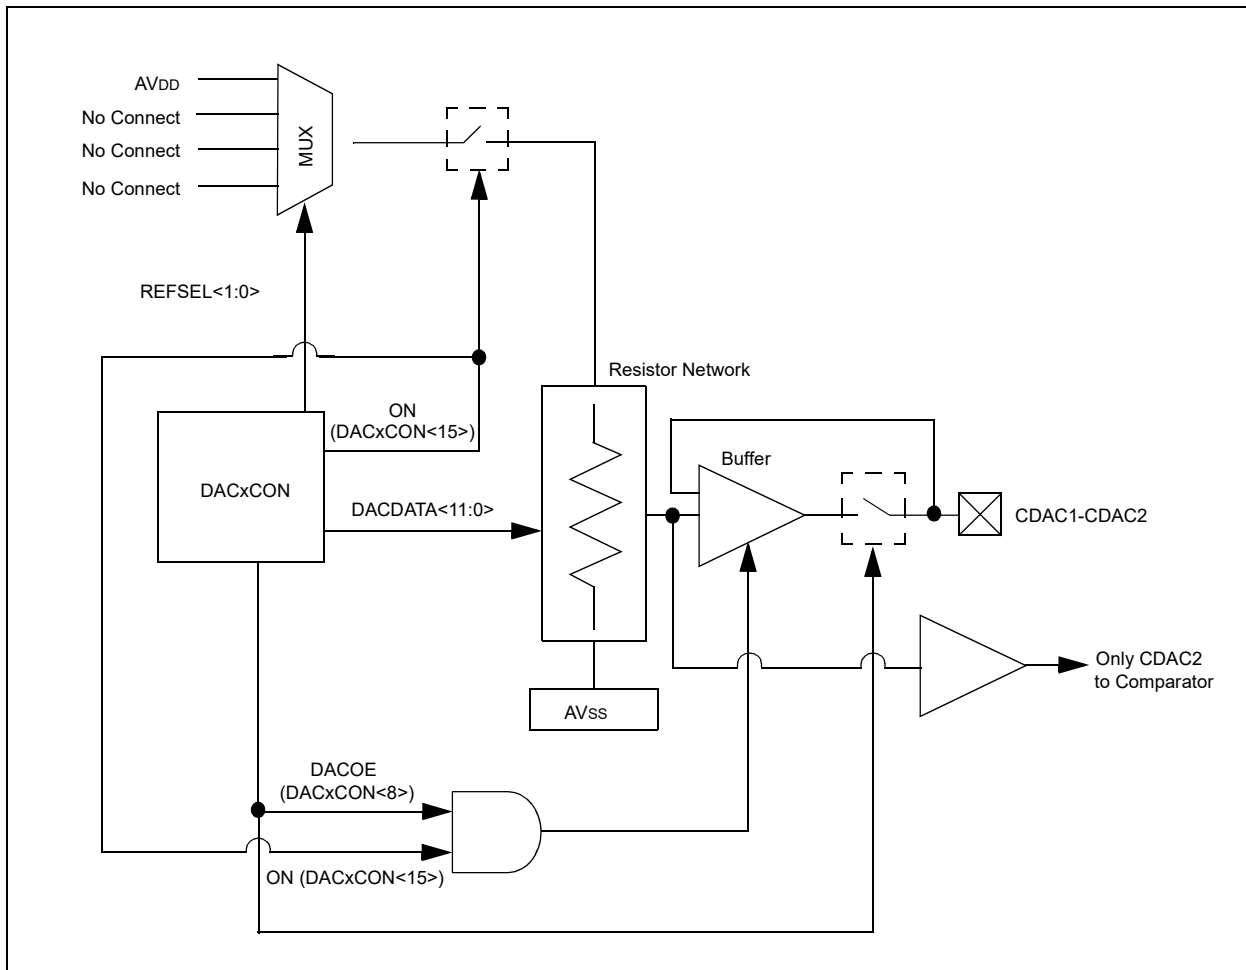 AVDD
No Connect
No Connect
No Connect
MUX
REFSEL<1:0>
Resistor Network
ON
(DACxCON<15>)
Buffer
DACxCON
DACDATA<11:0>
CDAC1-CDAC2
Only CDAC2
to Comparator
AVSS
DACOE
(DACxCON<8>)
ON (DACxCON<15>)